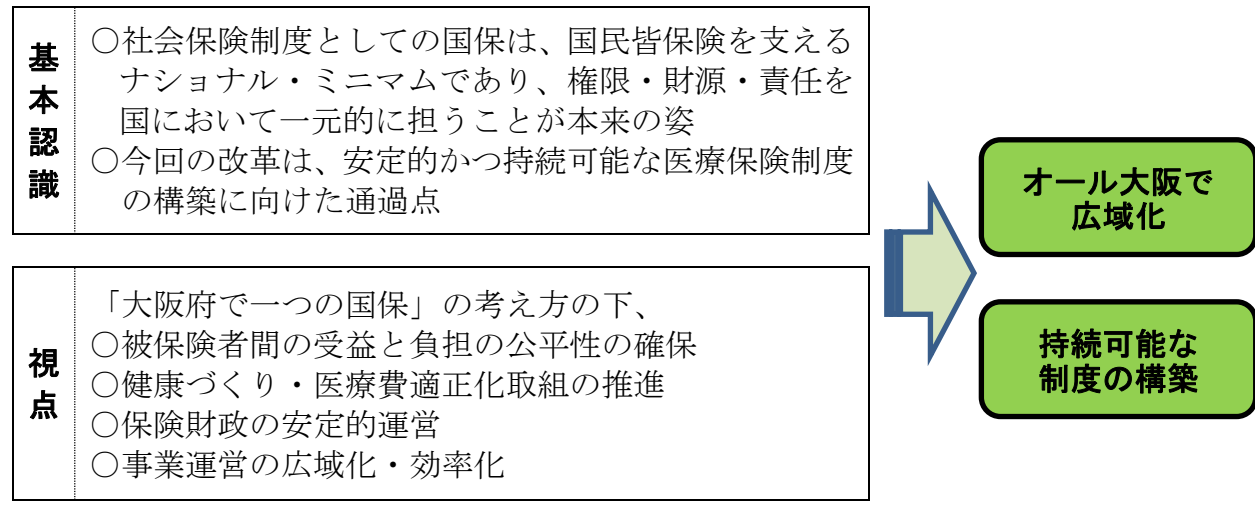 基本認識
○社会保険制度としての国保は、国民皆保険を支える
ナショナル・ミニマムであり、権限・財源・責任を
国において一元的に担うことが本来の姿
○今回の改革は、安定的かつ持続可能な医療保険制度
の構築に向けた通過点
視点
「大阪府で一つの国保」の考え方の下、
○被保険者間の受益と負担の公平性の確保
○健康づくり・医療費適正化取組の推進
○保険財政の安定的運営
○事業運営の広域化・効率化
オール大阪で
広域化
持続可能な
制度の構築